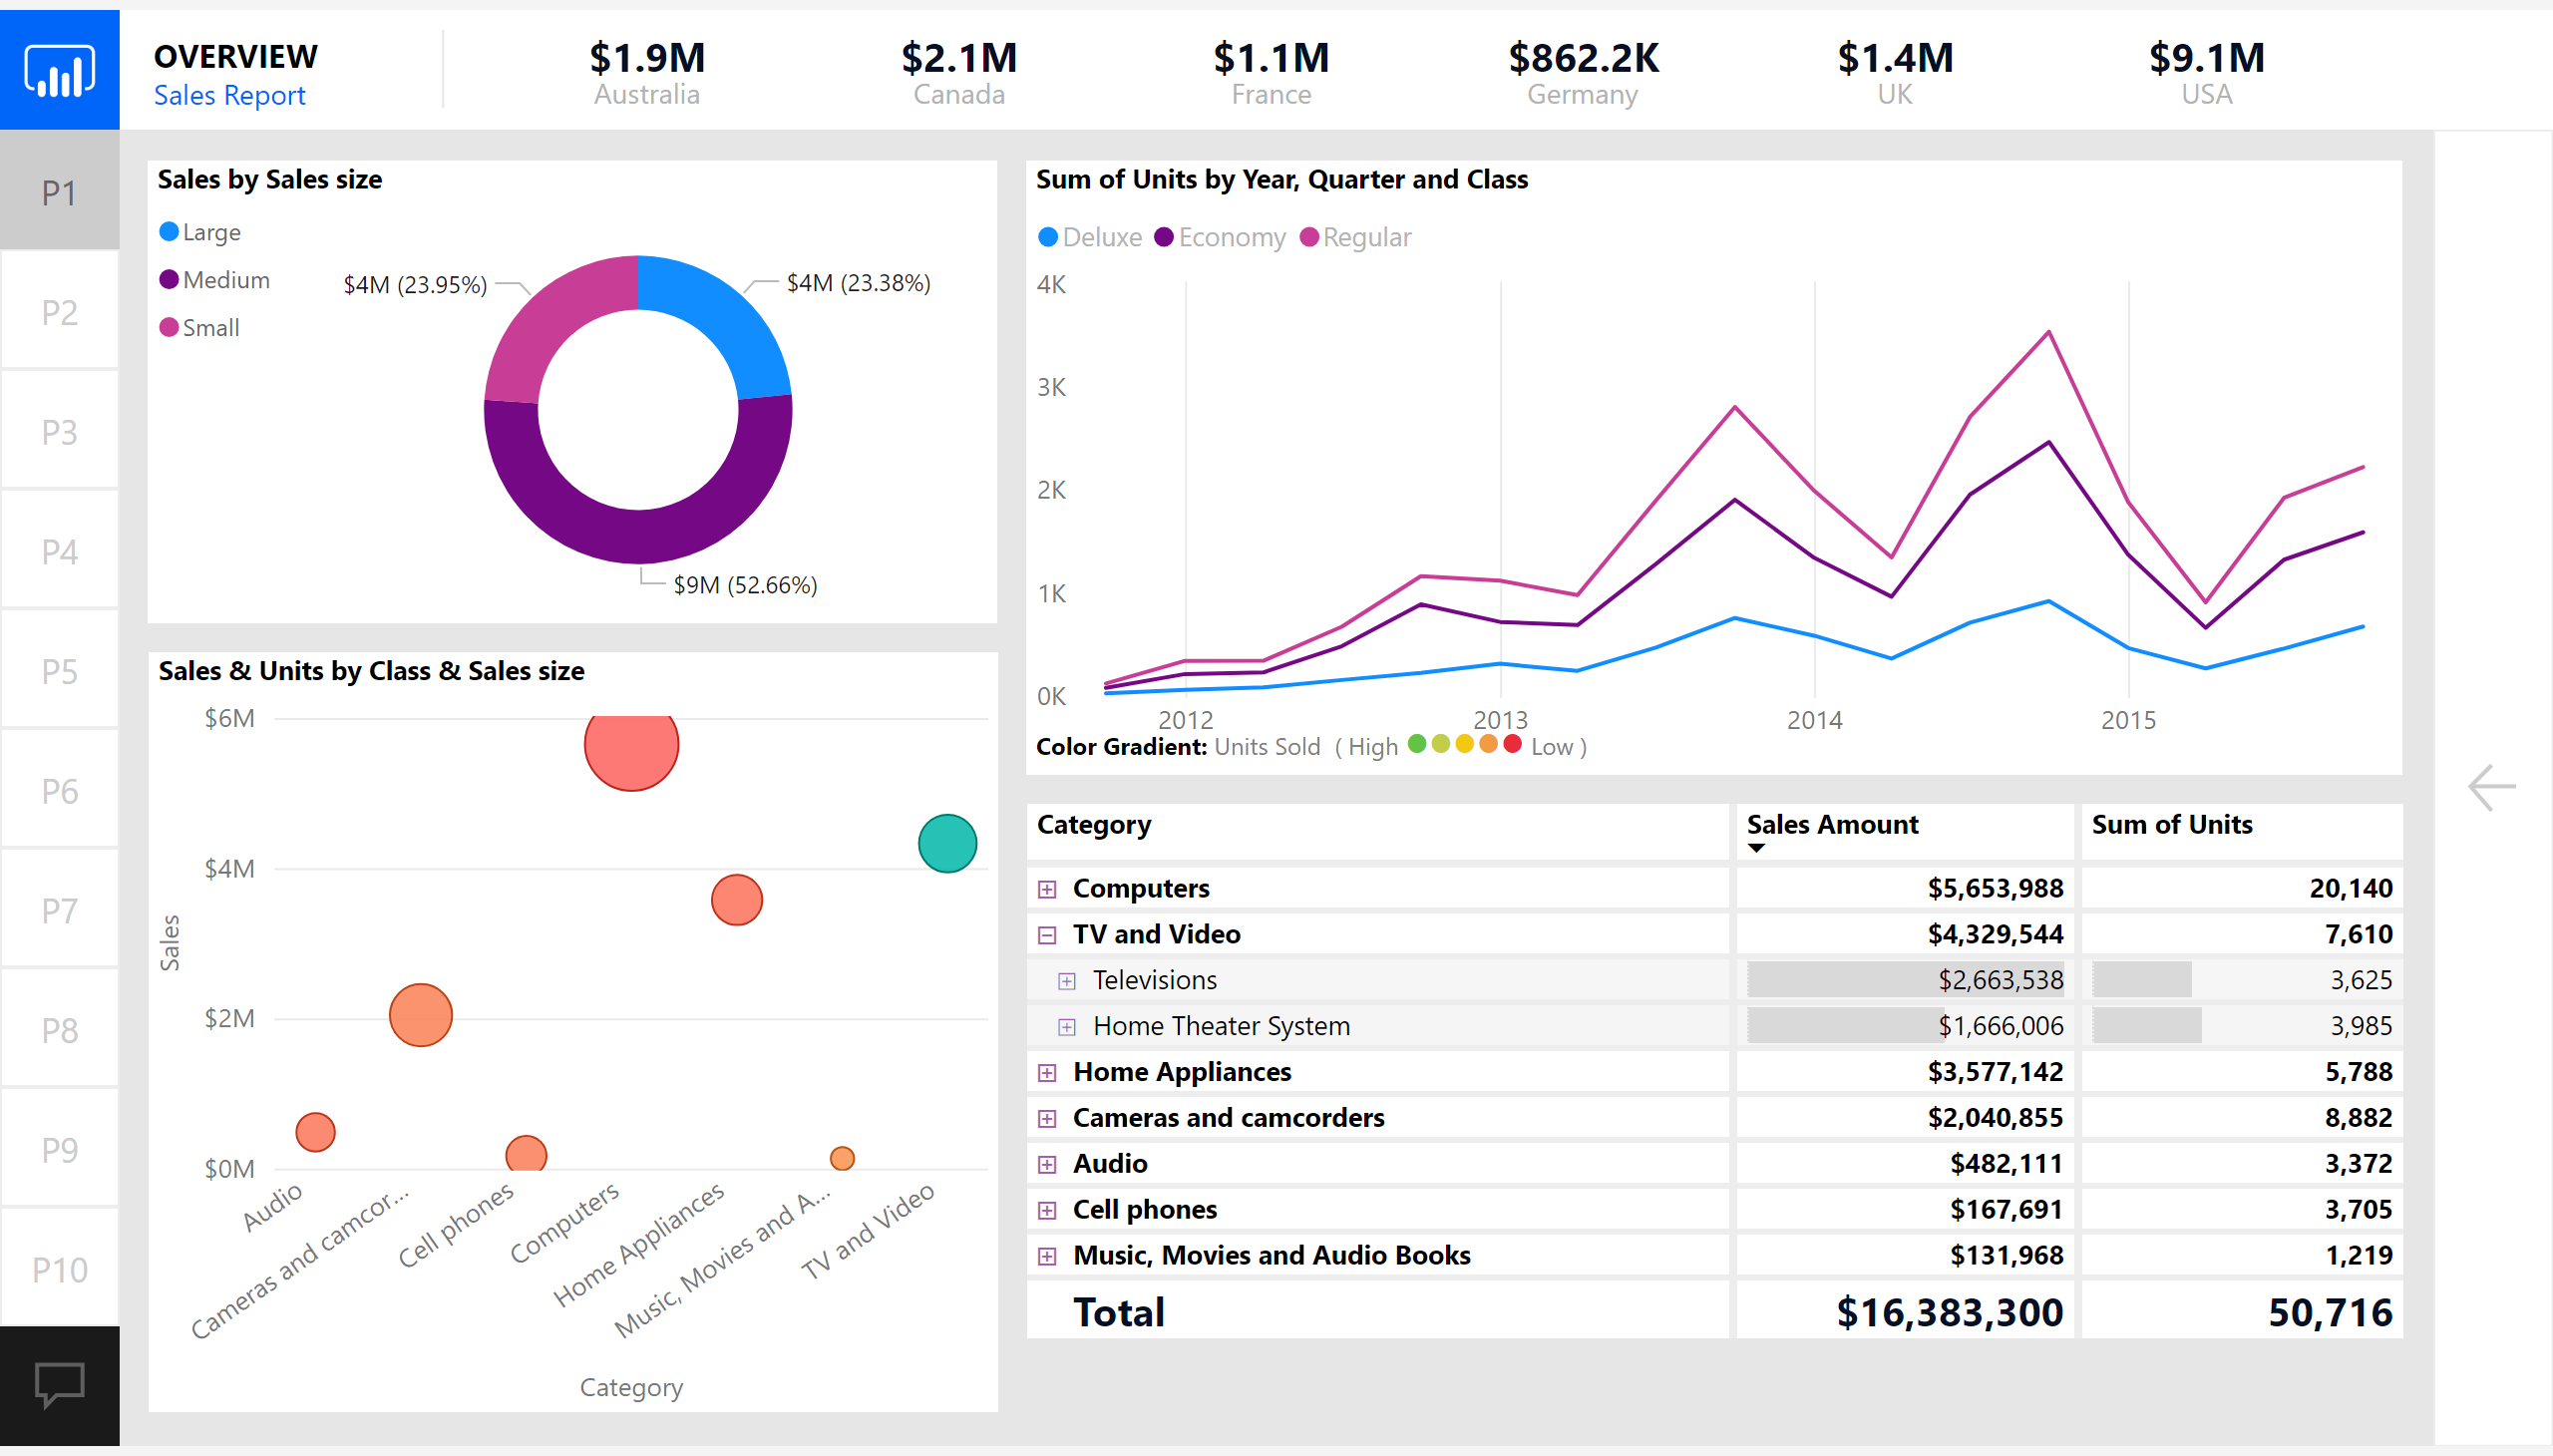 OVERVIEW
Sales Report
$1.9M
Australia
$2.1M
Canada
$1.1M
France
$862.2K
Germany
$1.4M
UK
$9.1M
USA
P1
P2
P3
P4
P5
P6
P7
P8
P9
P10
Sales by Sales size
Large
Medium
Small
$4M (23.95%)
$4M (23.38%)
$9M (52.66%)
Sum of Units by Year, Quarter and Class
Deluxe Economy Regular
4K
3K
2K
1K
0K
2012 2013 2014 2015
Color Gradient: Units Sold ( High Low )
Sales & Units by Class & Sales size
$6M
$4M
$2M
$0M
Sales
Audio
Cameras and camcor...
Cell phones
Computers
Home Appliances
Music, Movies and A...
TV and Video
Category
Category Sales Amount Sum of Units
Computers $5,653,988 20,140
TV and Video $4,329,544 7,610
Televisions $2,663,538 3,625
Home Theater System $1,666,006 3,985
Home Appliances $3,577,142 5,788
Cameras and camcorders $2,040,855 8,882
Audio $482,111 3,372
Cell phones $167,691 3,705
Music, Movies and Audio Books $131,968 1,219
Total $16,383,300 50,716